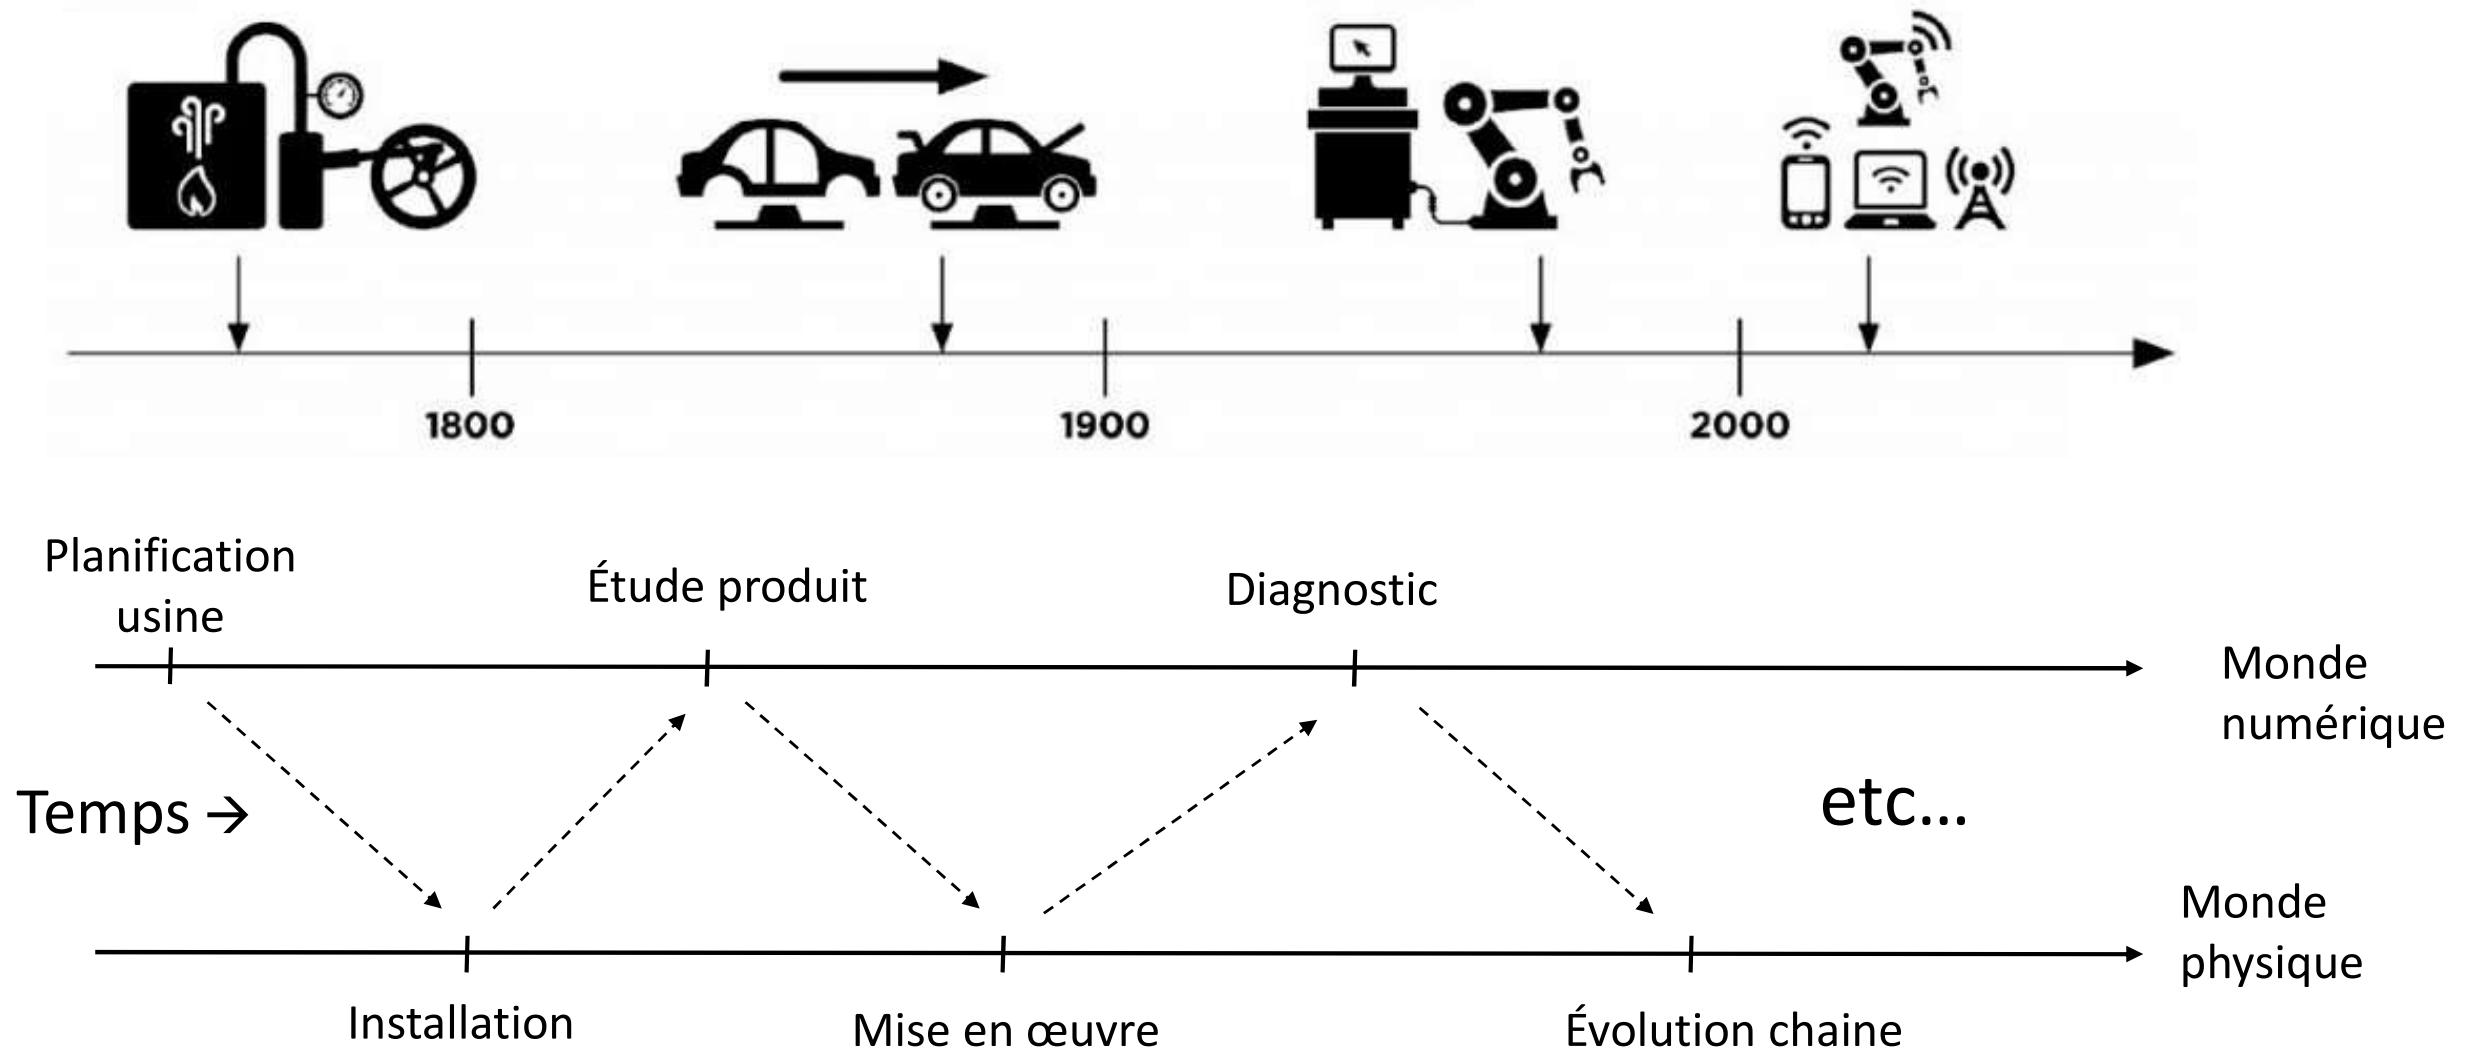 1800
1900
2000
Planification
usine
Étude produit
Diagnostic
Monde
numérique
Temps →
etc...
Monde
physique
Installation
Mise en œuvre
Évolution chaine